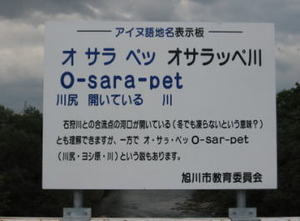 アイヌ語地名表示板
オ サラ ペッ オサラッペ川
O-sara-pet
川尻 開いている 川
石狩川との合流点の河口が開いている(冬でも凍らないという意味?)
とも理解できますが、一方で オ・サラ・ペッ O-sar-pet
(川尻・ヨシ原・川)という説もあります。
旭川市教育委員会